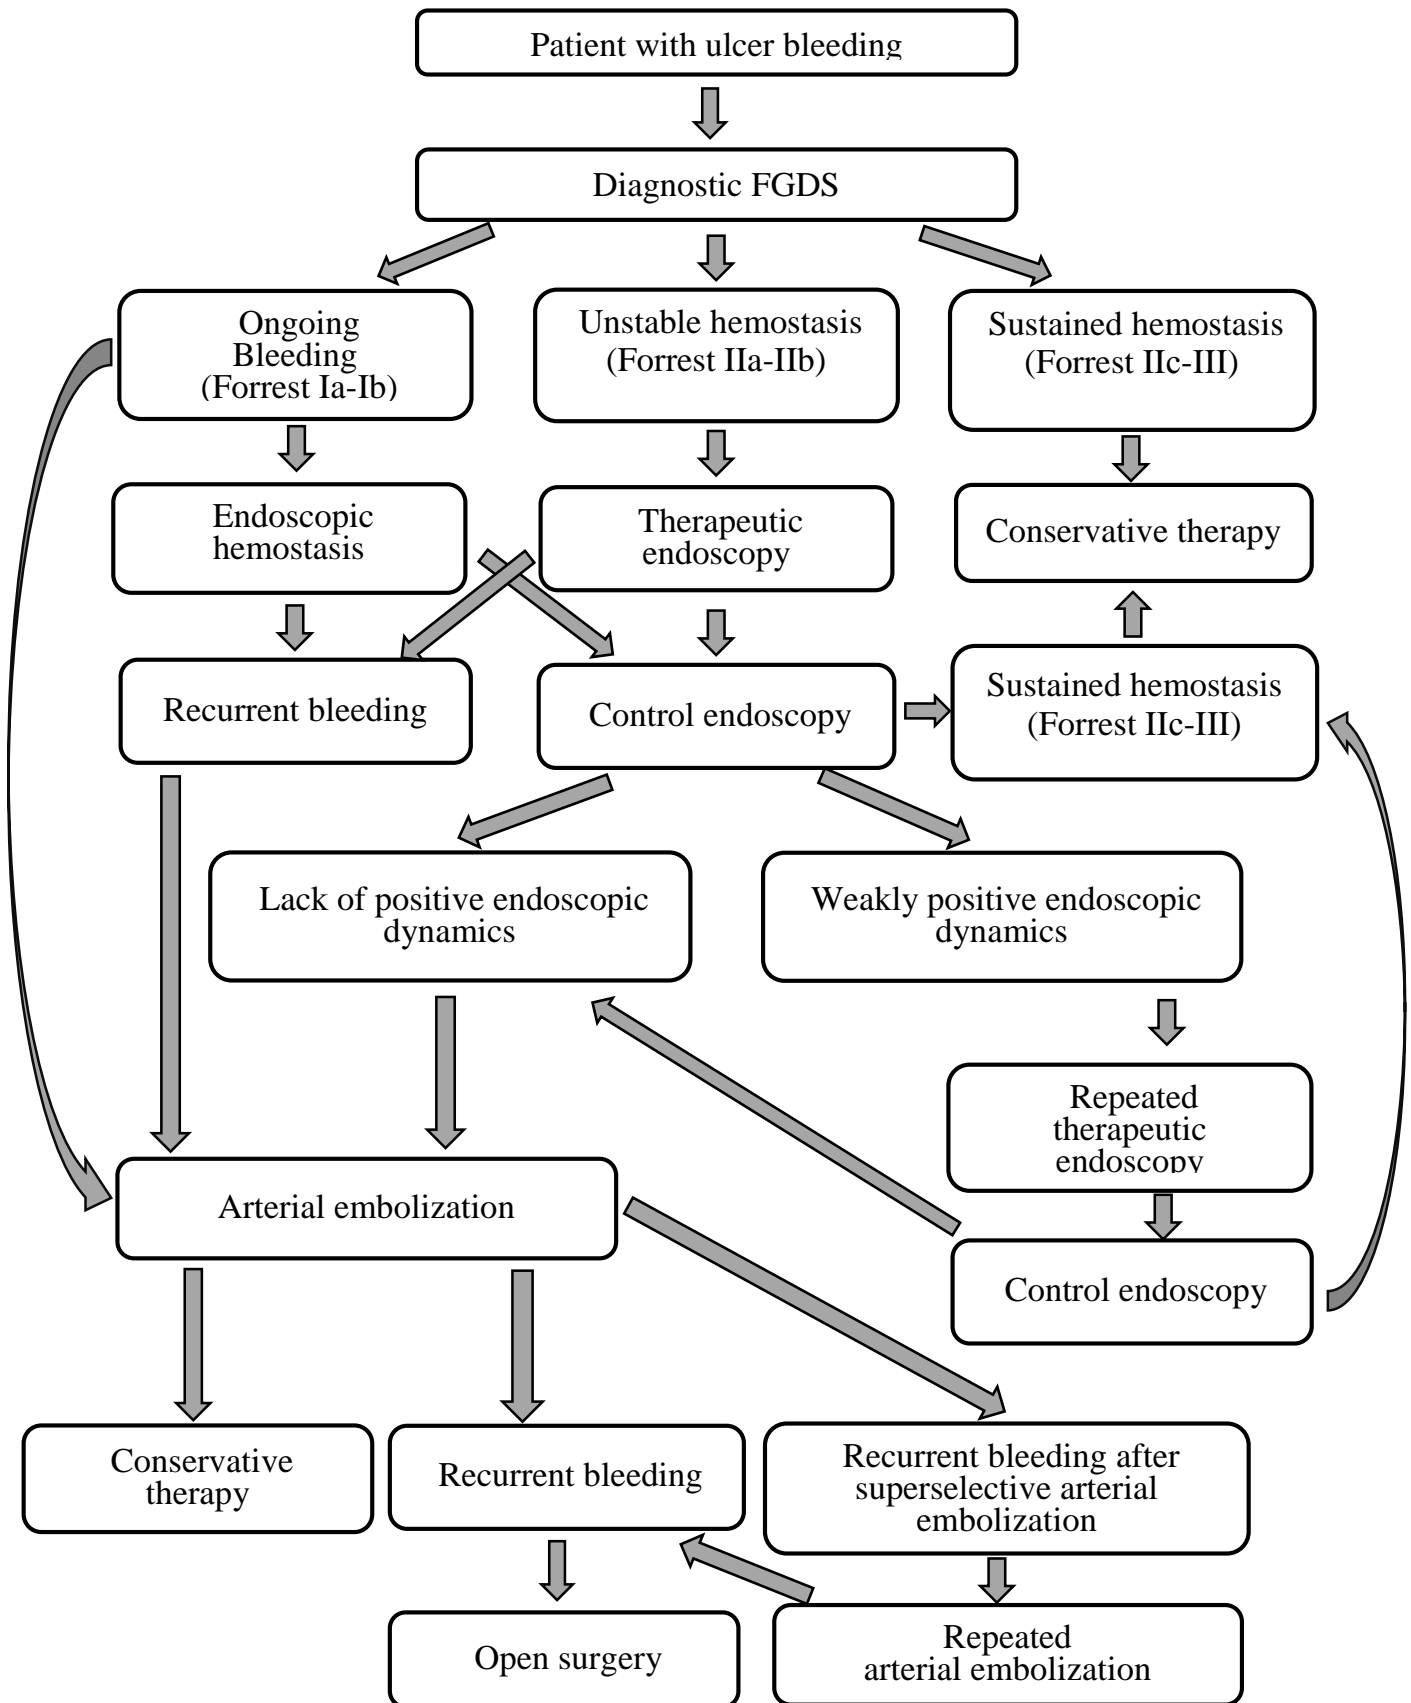 Patient with ulcer bleeding
Diagnostic FGDS
Ongoing
Bleeding
(Forrest Ia-Ib)
Unstable hemostasis
(Forrest IIa-IIb)
Sustained hemostasis
(Forrest IIc-III)
Endoscopic
hemostasis
Therapeutic
endoscopy
Conservative therapy
Recurrent bleeding
Control endoscopy
Sustained hemostasis
(Forrest IIc-III)
Lack of positive endoscopic
dynamics
Weakly positive endoscopic
dynamics
Repeated
therapeutic
endoscopy
Arterial embolization
Control endoscopy
Conservative
therapy
Recurrent bleeding
Recurrent bleeding after
superselective arterial
embolization
Open surgery
Repeated
arterial embolization